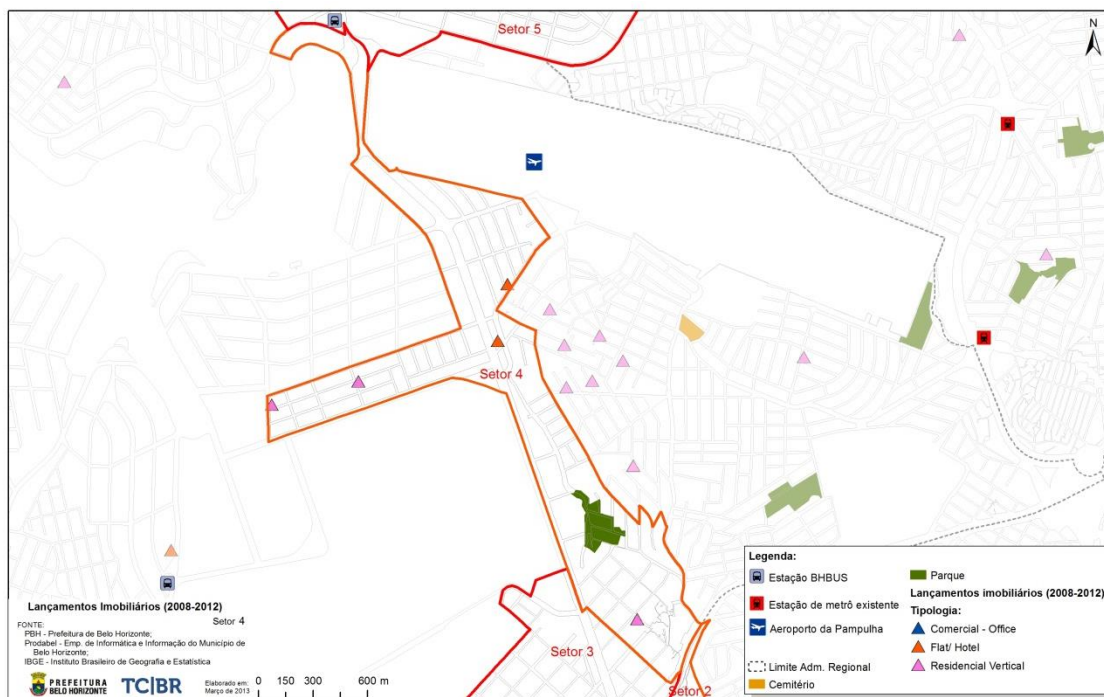 Setor 5
N
Setor 4
Setor 3
Setor 2
Lançamentos Imobiliários (2008-2012)
Setor 4
FONTE:
PBH - Prefeitura de Belo Horizonte;
Prodabel - Emp. de Informática e Informação do Município de
Belo Horizonte;
IBGE - Instituto Brasileiro de Geografia e Estatística
PREFEITURA
BELO HORIZONTE
TC|BR
Elaborado em:
Março de 2013
0 150 300 600 m
Legenda:
Estação BHBUS
Estação de metrô existente
Aeroporto da Pampulha
Limite Adm. Regional
Cemitério
Parque
Lançamentos imobiliários (2008-2012)
Tipologia:
Comercial - Office
Flat/ Hotel
Residencial Vertical